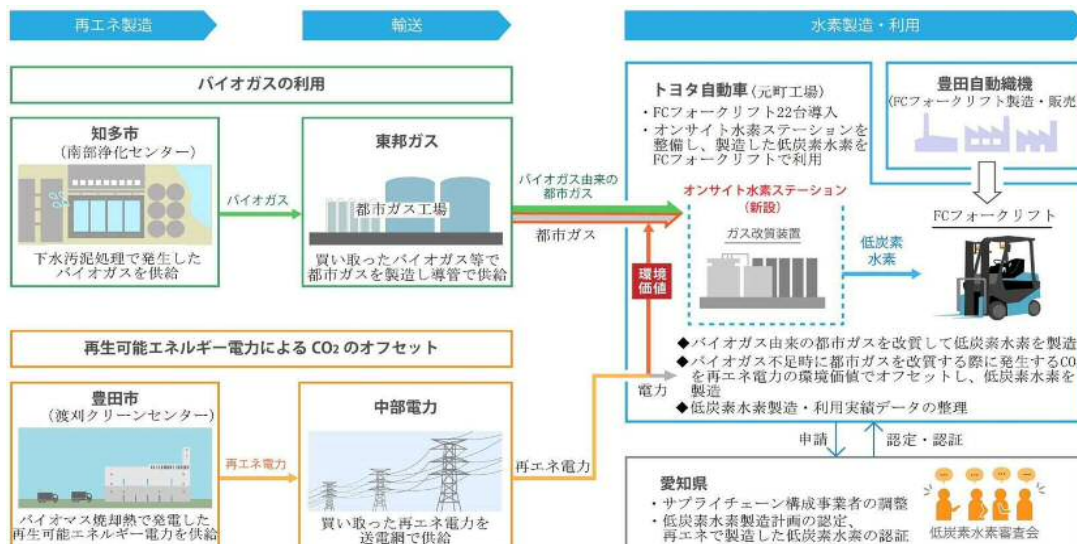 再エネ製造
輸送
水素製造・利用
バイオガスの利用
知多市
(南部浄化センター)
下水汚泥処理で発生した
バイオガスを供給
バイオガス
東邦ガス
都市ガス工場
買い取ったバイオガス等で
都市ガスを製造し導管で供給
バイオガス由来の
都市ガス
都市ガス
環境
価値
トヨタ自動車(元町工場)
・FCフォークリフト22台導入
・オンサイト水素ステーションを
整備し、製造した低炭素水素を
FCフォークリフトで利用
オンサイト水素ステーション
(新設)
ガス改質装置
低炭素
水素
豊田自動織機
(FCフォークリフト製造・販売)
FCフォークリフト
◆バイオガス由来の都市ガスを改質して低炭素水素を製造
◆バイオガス不足時に都市ガスを改質する際に発生するCO
を再エネ電力の環境価値でオフセットし、低炭素水素を
製造
◆低炭素水素製造・利用実績データの整理
再生可能エネルギー電力によるCO₂のオフセット
豊田市
(渡刈クリーンセンター)
バイオマス焼却熱で発電した
再生可能エネルギー電力を供給
再エネ電力
中部電力
買い取った再エネ電力を
送電網で供給
再エネ電力
電力
申請
認定・認証
愛知県
・サプライチェーン構成事業者の調整
・低炭素水素製造計画の認定、
再エネで製造した低炭素水素の認証
低炭素水素審査会